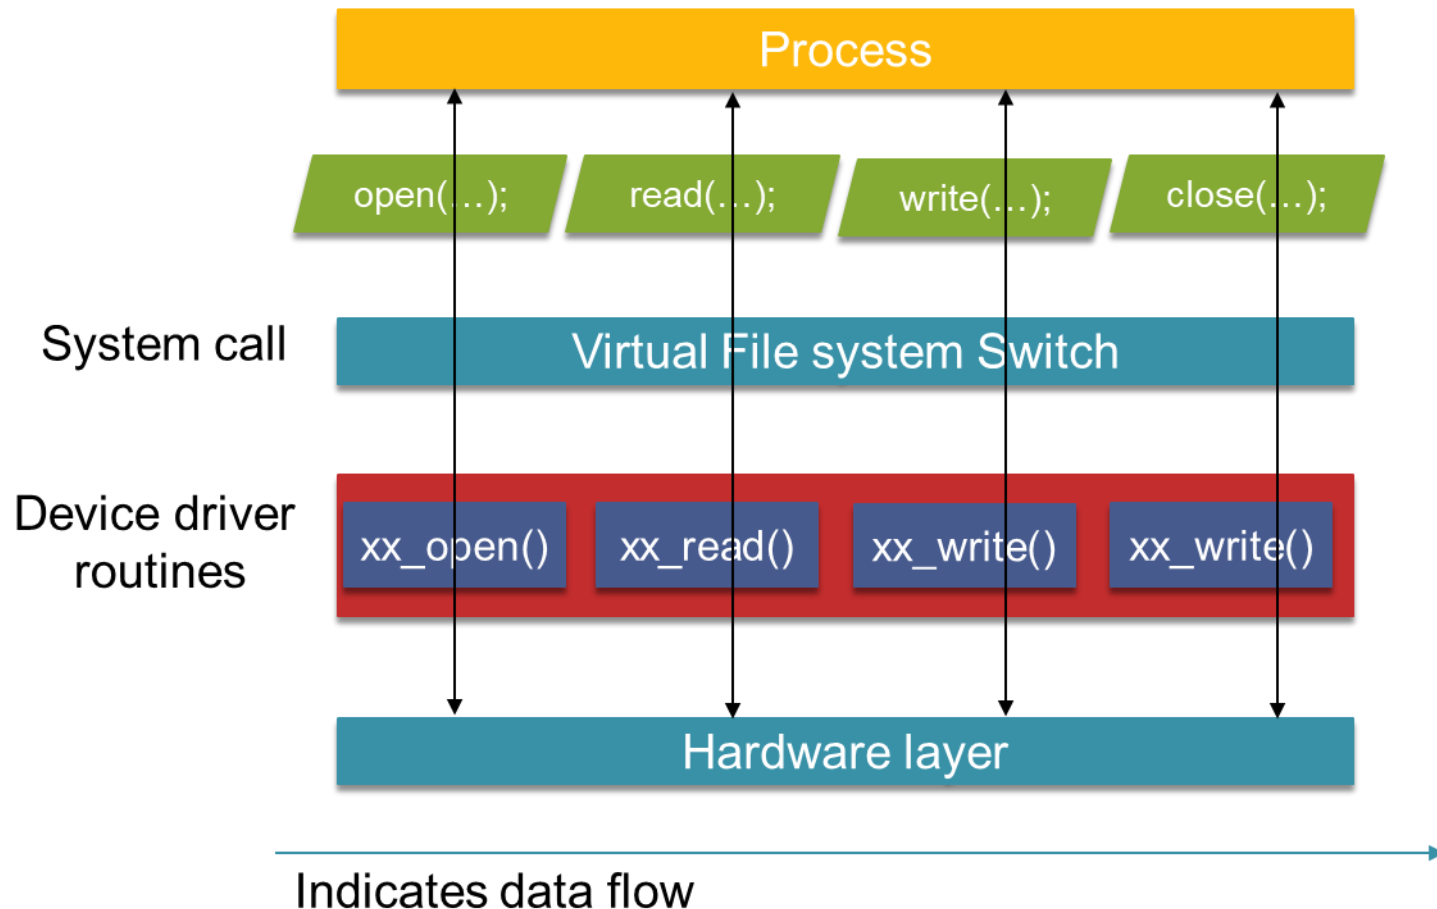 Process
open(...);
read(...);
write(...);
close(...);
System call
Virtual File system Switch
Device driver
routines
xx_open()
xx_read()
xx_write()
xx_write()
Hardware layer
Indicates data flow